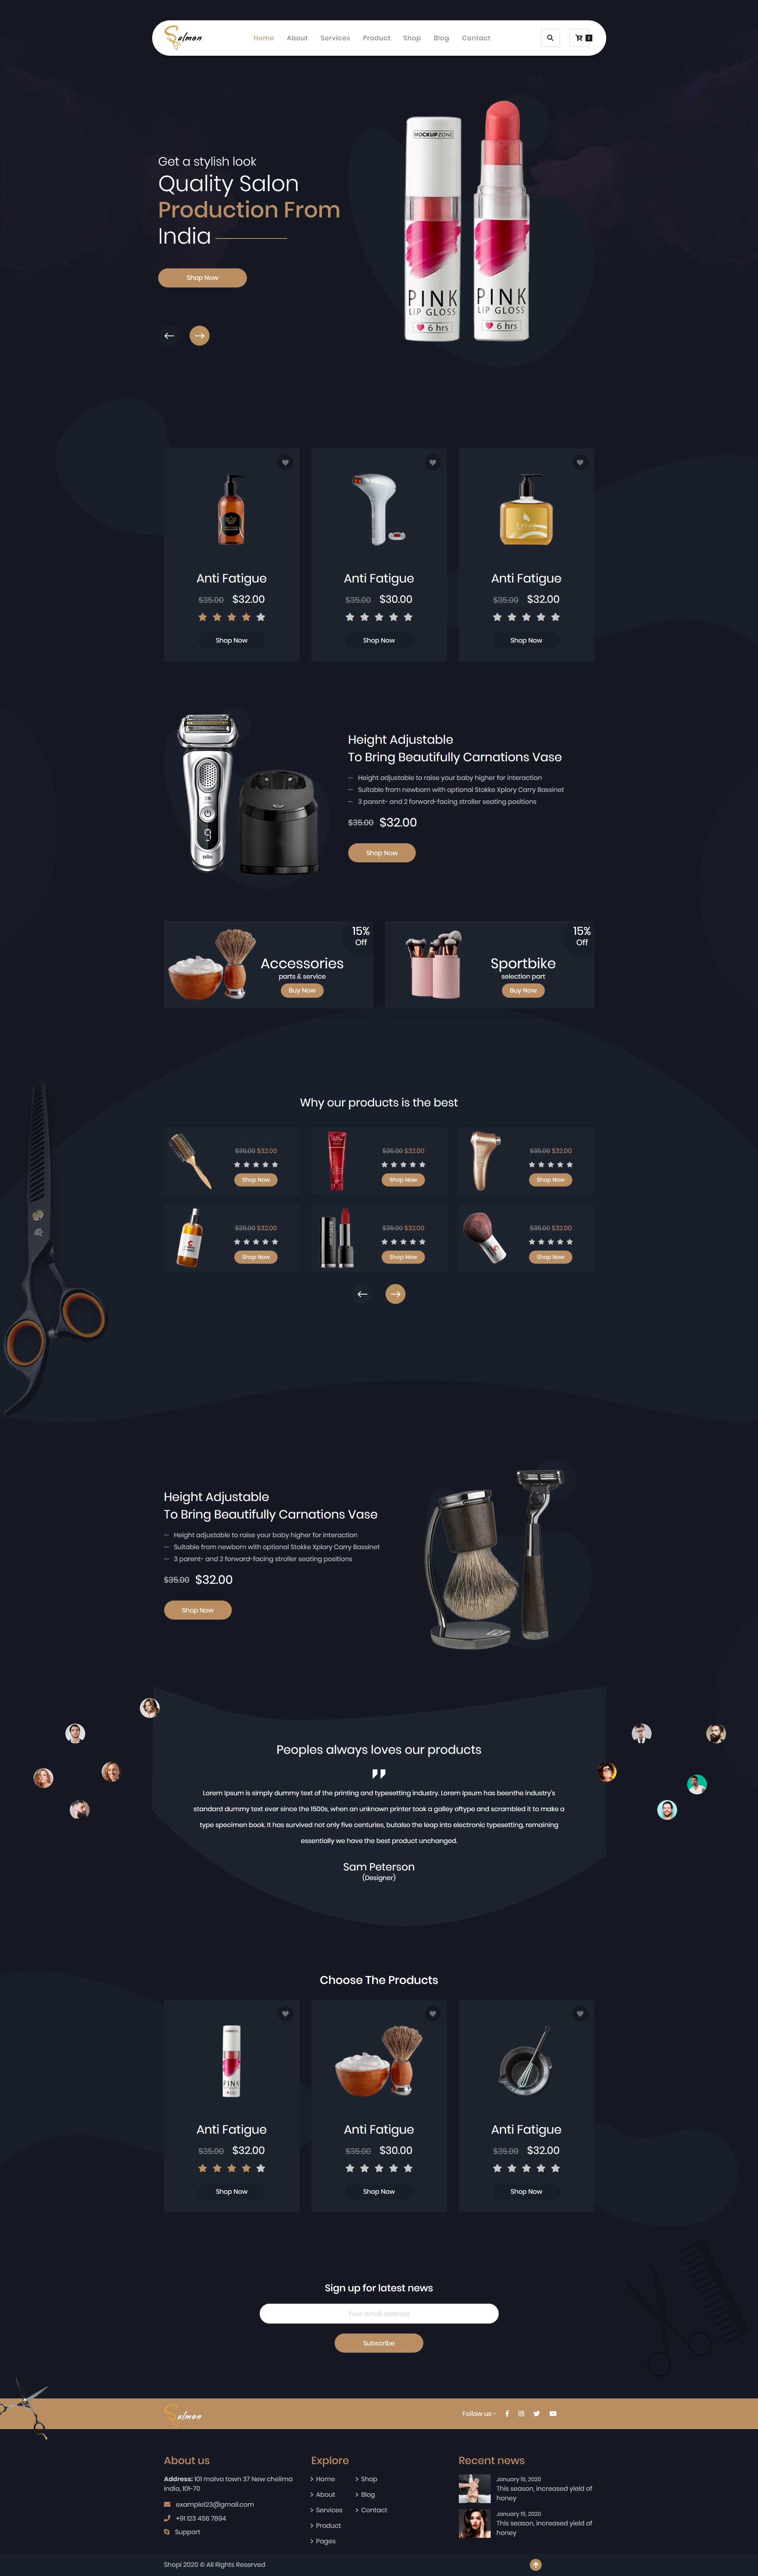 Salmon
Home About Services Product Shop Blog Contact
0
Get a stylish look
Quality Salon
Production From
India
Shop Now
MOCKUPZONE
PINK
LIP GLOSS
6 hrs
PINK
LIP GLOSS
6 hrs
Anti Fatigue
$35.00 $32.00
Shop Now
Anti Fatigue
$35.00 $30.00
Shop Now
Anti Fatigue
$35.00 $32.00
Shop Now
BRAUN
Height Adjustable
To Bring Beautifully Carnations Vase
Height adjustable to raise your baby higher for interaction
Suitable from newborn with optional Stokke Xplory Carry Bassinet
3 parent- and 2 forward-facing stroller seating positions
$35.00 $32.00
Shop Now
15%
Off
Accessories
parts & service
Buy Now
15%
Off
Sportbike
selection part
Buy Now
Why our products is the best
$35.00 $32.00
Shop Now
$35.00 $32.00
Shop Now
$35.00 $32.00
Shop Now
$35.00 $32.00
Shop Now
$35.00 $32.00
Shop Now
$35.00 $32.00
Shop Now
Height Adjustable
To Bring Beautifully Carnations Vase
Height adjustable to raise your baby higher for interaction
Suitable from newborn with optional Stokke Xplory Carry Bassinet
3 parent- and 2 forward-facing stroller seating positions
$35.00 $32.00
Shop Now
Peoples always loves our products
Lorem Ipsum is simply dummy text of the printing and typesetting industry. Lorem Ipsum has beenthe industry's
standard dummy text ever since the 1500s, when an unknown printer took a galley oftype and scrambled it to make a
type specimen book. It has survived not only five centuries, butalso the leap into electronic typesetting, remaining
essentially we have the best product unchanged.
Sam Peterson
(Designer)
Choose The Products
PINK
Anti Fatigue
$35.00 $32.00
Shop Now
Anti Fatigue
$35.00 $30.00
Shop Now
Anti Fatigue
$35.00 $32.00
Shop Now
Sign up for latest news
Your email address
Subscribe
Salmon
Follow us -
About us
Address: 101 malva town 37 New chelima
india, 101-70
example123@gmail.com
+91 123 456 7894
Support
Explore
Home
About
Services
Product
Pages
Shop
Blog
Contact
Recent news
January 15, 2020
This season, increased yield of
honey
January 15, 2020
This season, increased yield of
honey
Shopi 2020 © All Rights Reserved